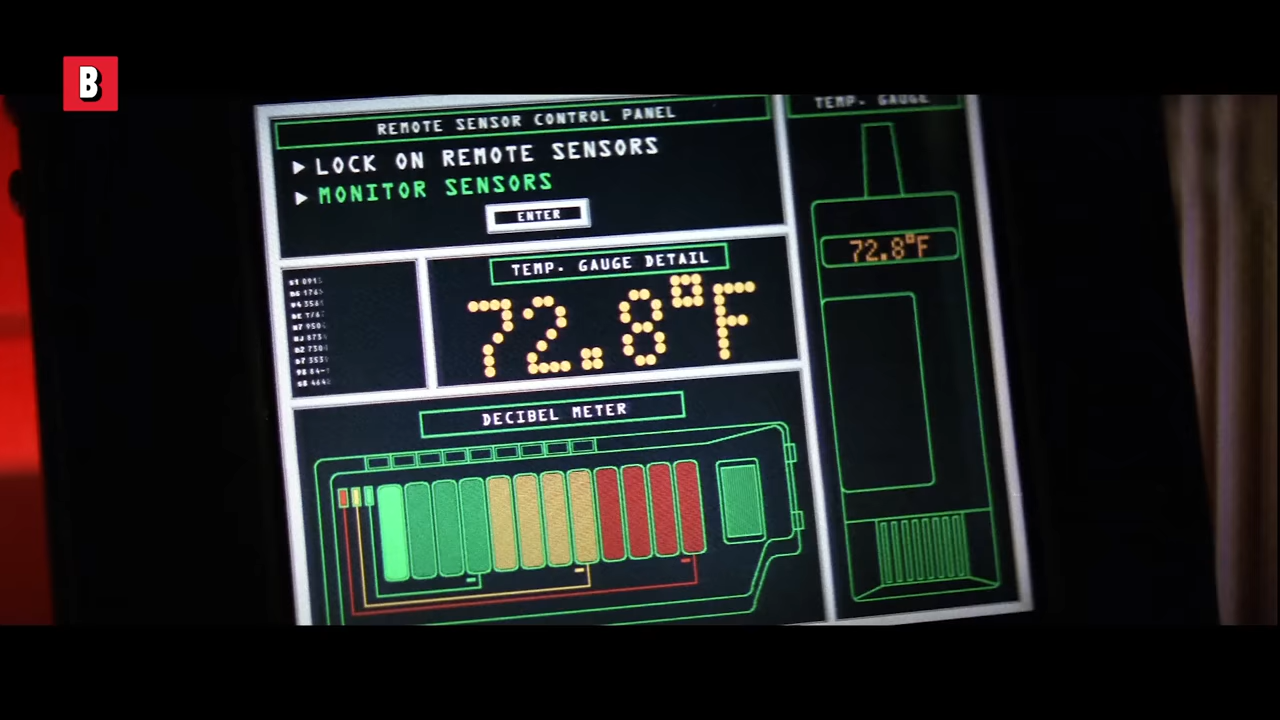 B
REMOTE SENSOR CONTROL PANEL
LOCK ON REMOTE SENSORS
MONITOR SENSORS
ENTER
TEMP. GAUGE DETAIL
72.8°F
DECIBEL METER
TEMP. GAUGE
72.8°F